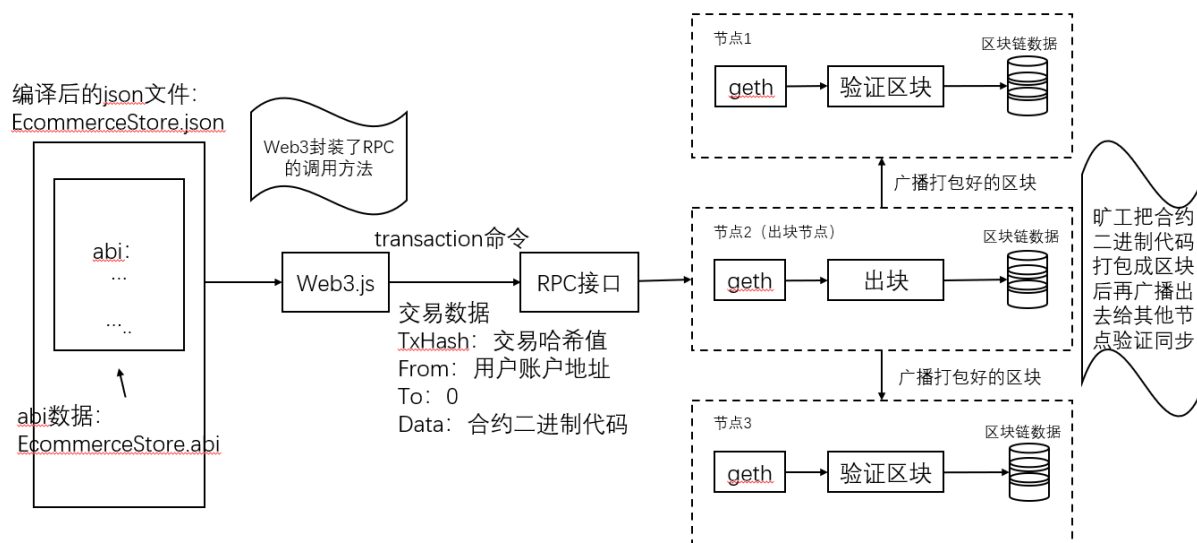 编译后的json文件：
EcommerceStore.json
abi：
...
.....
abi数据：
EcommerceStore.abi
Web3封装了RPC
的调用方法
Web3.js
transaction命令
交易数据
TxHash：交易哈希值
From：用户账户地址
To：0
Data：合约二进制代码
RPC接口
节点1
geth
验证区块
区块链数据
广播打包好的区块
节点2（出块节点）
geth
出块
区块链数据
广播打包好的区块
节点3
geth
验证区块
区块链数据
旷工把合约
二进制代码
打包成区块
后再广播出
去给其他节
点验证同步